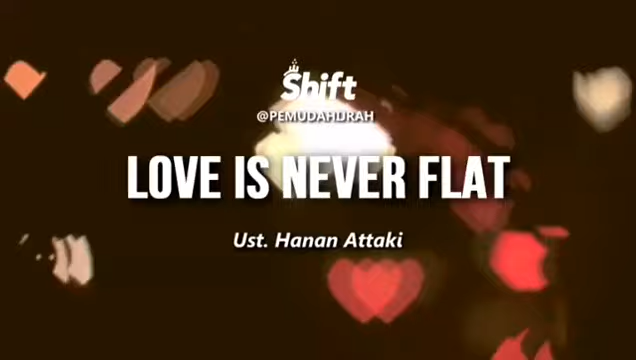 Shift
@PEMUDAHIJRAH
LOVE IS NEVER FLAT
Ust. Hanan Attaki